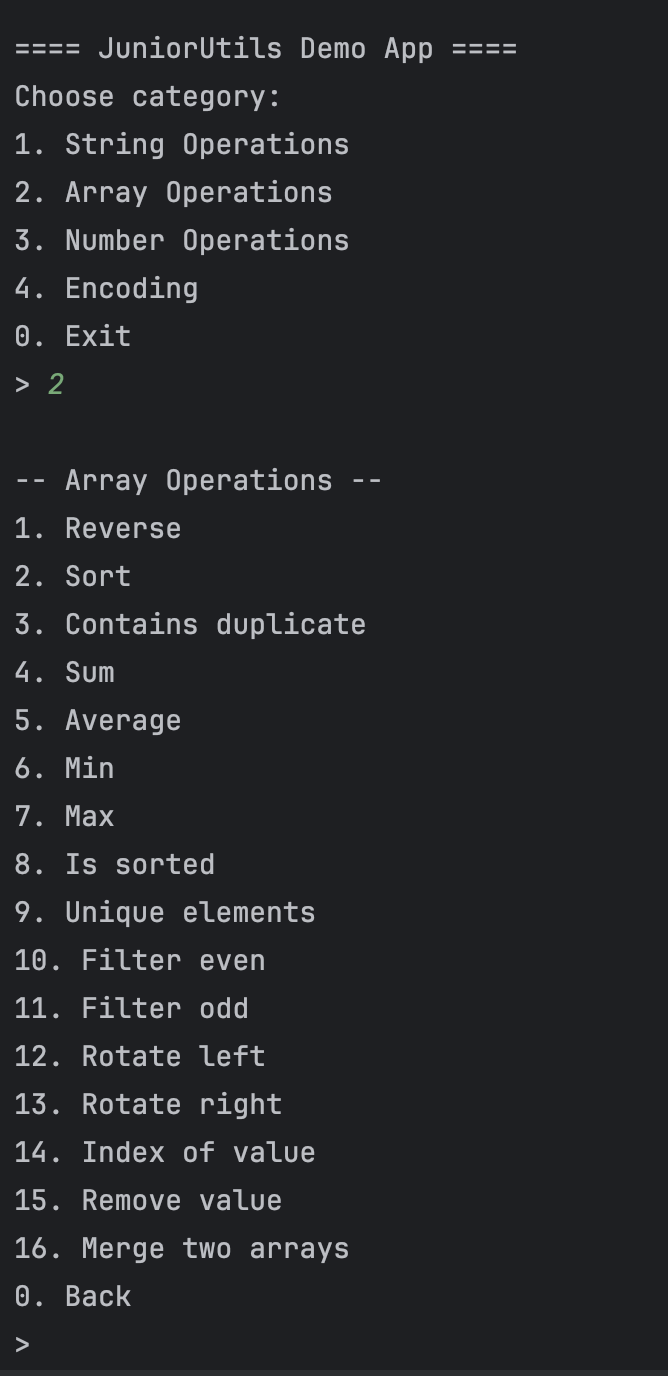 ==== JuniorUtils Demo App ====
Choose category:
1. String Operations
2. Array Operations
3. Number Operations
4. Encoding
0. Exit
> 2
-- Array Operations --
1. Reverse
2. Sort
3. Contains duplicate
4. Sum
5. Average
6. Min
7. Max
8. Is sorted
9. Unique elements
10. Filter even
11. Filter odd
12. Rotate left
13. Rotate right
14. Index of value
15. Remove value
16. Merge two arrays
0. Back
>